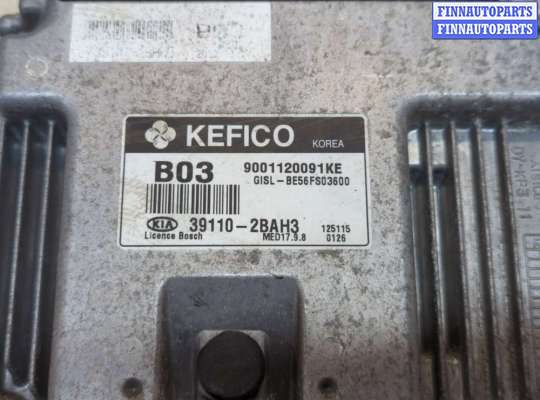 FINNAUTOPARTS
FINNAUTOPARTS
KEFICO KOREA
B03 9001120091KE
GISL-BE56FS03600
KIA 39110-2BAH3 125115
Licence Bosch MED17.9.8 0126